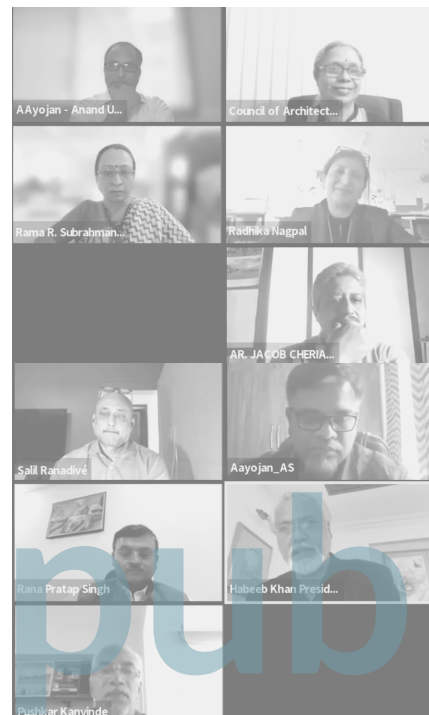 AAyojan - Anand U...
Council of Architect...
Rama R. Subrahman...
Radhika Nagpal
AR. JACOB CHERIA...
Salil Ranadivé
Aayojan_AS
Rana Pratap Singh
Habeeb Khan Presid...
pub
Pushkar Kanvinde